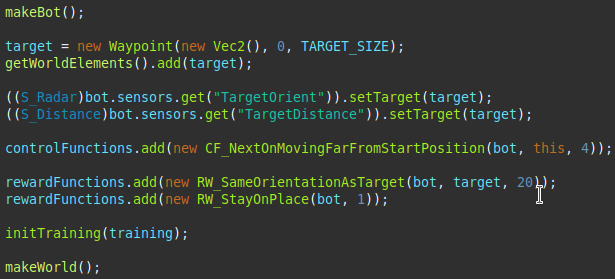 makeBot();
target = new Waypoint(new Vec2(), 0, TARGET_SIZE);
getWorldElements().add(target);
((S_Radar)bot.sensors.get("TargetOrient")).setTarget(target);
((S_Distance)bot.sensors.get("TargetDistance")).setTarget(target);
controlFunctions.add(new CF_NextOnMovingFarFromStartPosition(bot, this, 4));
rewardFunctions.add(new RW_SameOrientationAsTarget(bot, target, 20));
rewardFunctions.add(new RW_StayOnPlace(bot, 1));
initTraining(training);
makeWorld();